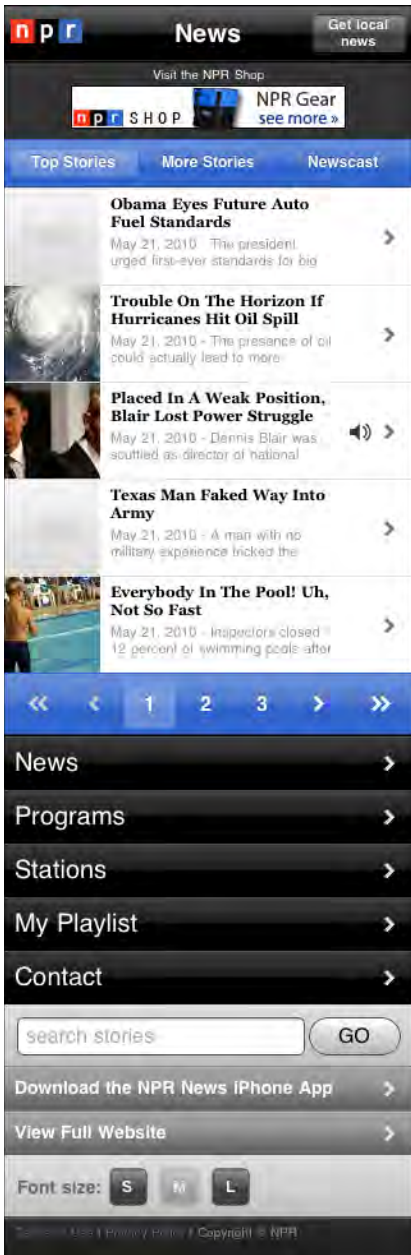 npr
News
Get local
news
Visit the NPR Shop
npr SHOP
NPR Gear
see more »
Top Stories
More Stories
Newscast
Obama Eyes Future Auto
Fuel Standards
May 21, 2010 - The president
urged first-ever standards for big
Trouble On The Horizon If
Hurricanes Hit Oil Spill
May 21, 2010 - The presence of oil
could actually lead to more
Placed In A Weak Position,
Blair Lost Power Struggle
May 21, 2010 - Dennis Blair was
scuttled as director of national
Texas Man Faked Way Into
Army
May 21, 2010 - A man with no
military experience tricked the
Everybody In The Pool! Uh,
Not So Fast
May 21, 2010 - Inspectors closed
12 percent of swimming pools after
« ‹ 1 2 3 › »
News
Programs
Stations
My Playlist
Contact
search stories
GO
Download the NPR News iPhone App
View Full Website
Font size: S M L
Terms of Use | Privacy Policy | Copyright © NPR